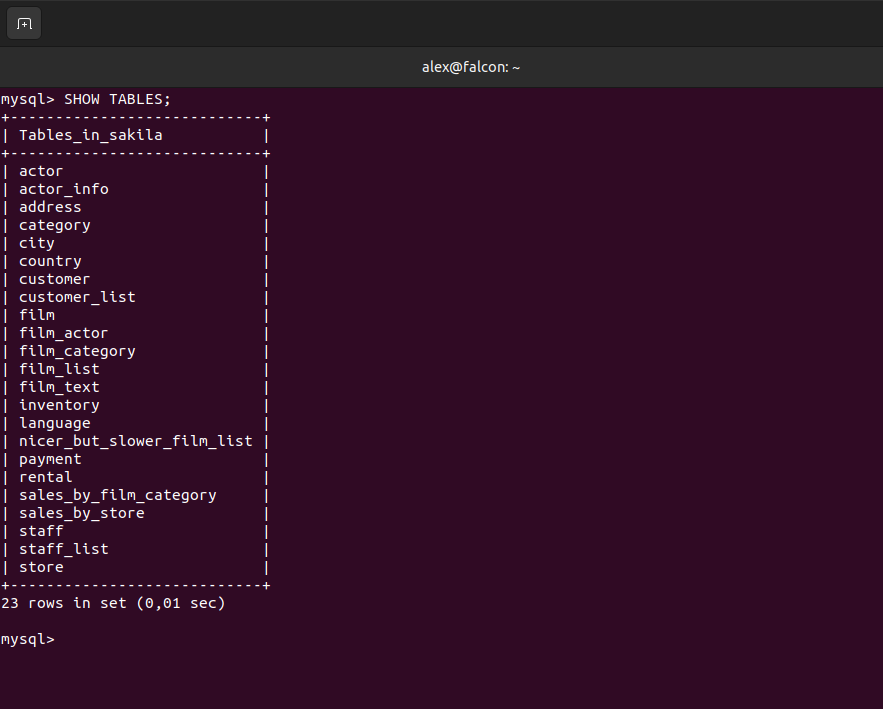 alex@falcon: ~
mysql> SHOW TABLES;
+----------------------------+
| Tables_in_sakila           |
+----------------------------+
| actor                      |
| actor_info                 |
| address                    |
| category                   |
| city                       |
| country                    |
| customer                   |
| customer_list              |
| film                       |
| film_actor                 |
| film_category              |
| film_list                  |
| film_text                  |
| inventory                  |
| language                   |
| nicer_but_slower_film_list |
| payment                    |
| rental                     |
| sales_by_film_category     |
| sales_by_store             |
| staff                      |
| staff_list                 |
| store                      |
+----------------------------+
23 rows in set (0,01 sec)
mysql>